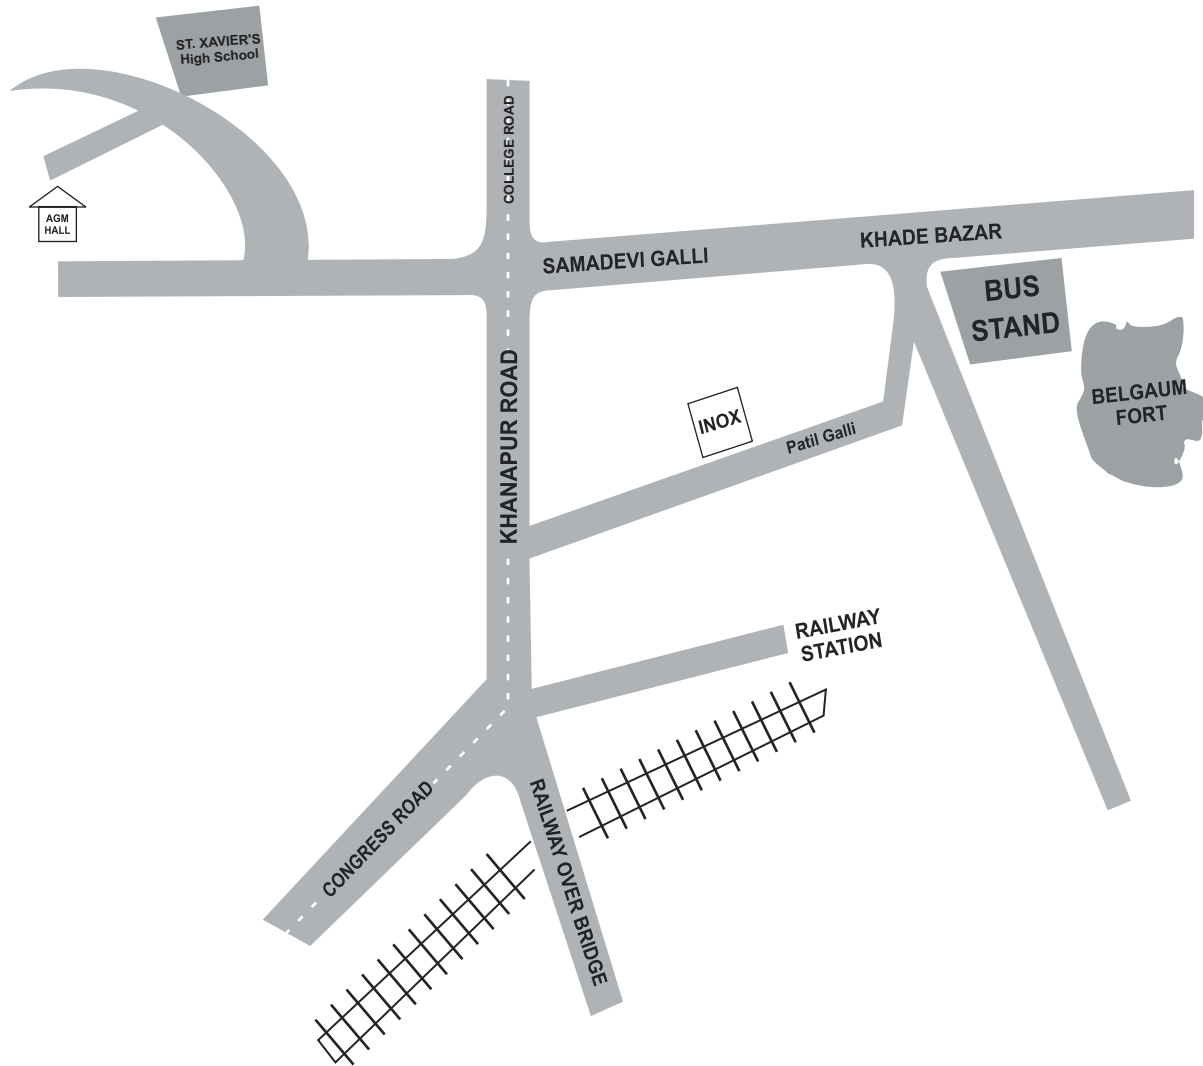 ST. XAVIER'S
High School
COLLEGE ROAD
AGM
HALL
SAMADEVI GALLI
KHADE BAZAR
BUS
STAND
KHANAPUR ROAD
BELGAUM
FORT
INOX
Patil Galli
RAILWAY
STATION
CONGRESS ROAD
RAILWAY OVER BRIDGE